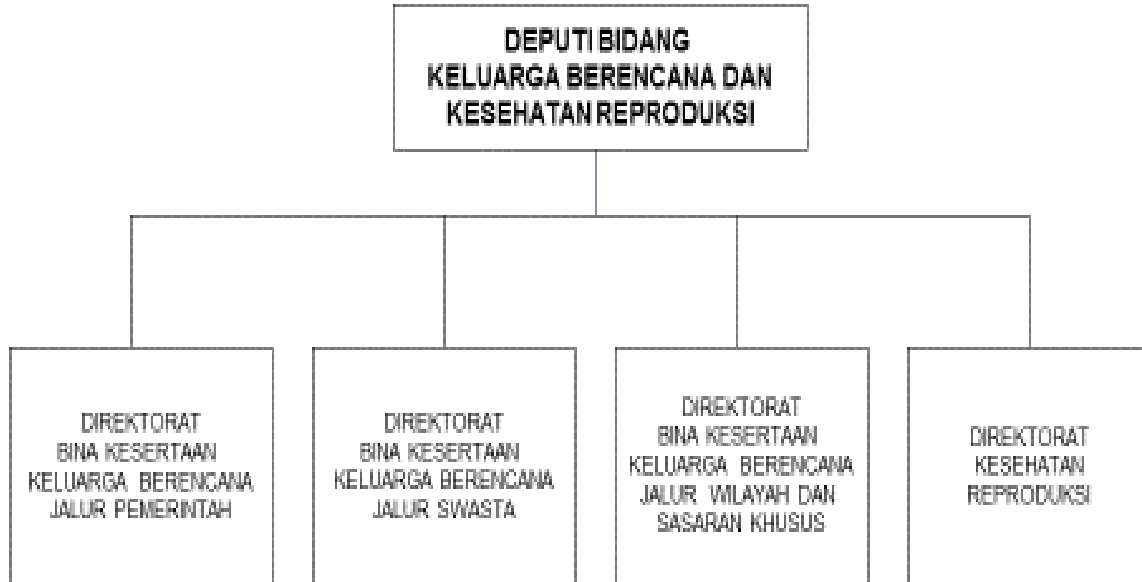 DEPUTI BIDANG
KELUARGA BERENCANA DAN
KESEHATAN REPRODUKSI
DIREKTORAT
BINA KESERTAAN
KELUARGA BERENCANA
JALUR PEMERINTAH
DIREKTORAT
BINA KESERTAAN
KELUARGA BERENCANA
JALUR SWASTA
DIREKTORAT
BINA KESERTAAN
KELUARGA BERENCANA
JALUR WILAYAH DAN
SASARAN KHUSUS
DIREKTORAT
KESEHATAN
REPRODUKSI